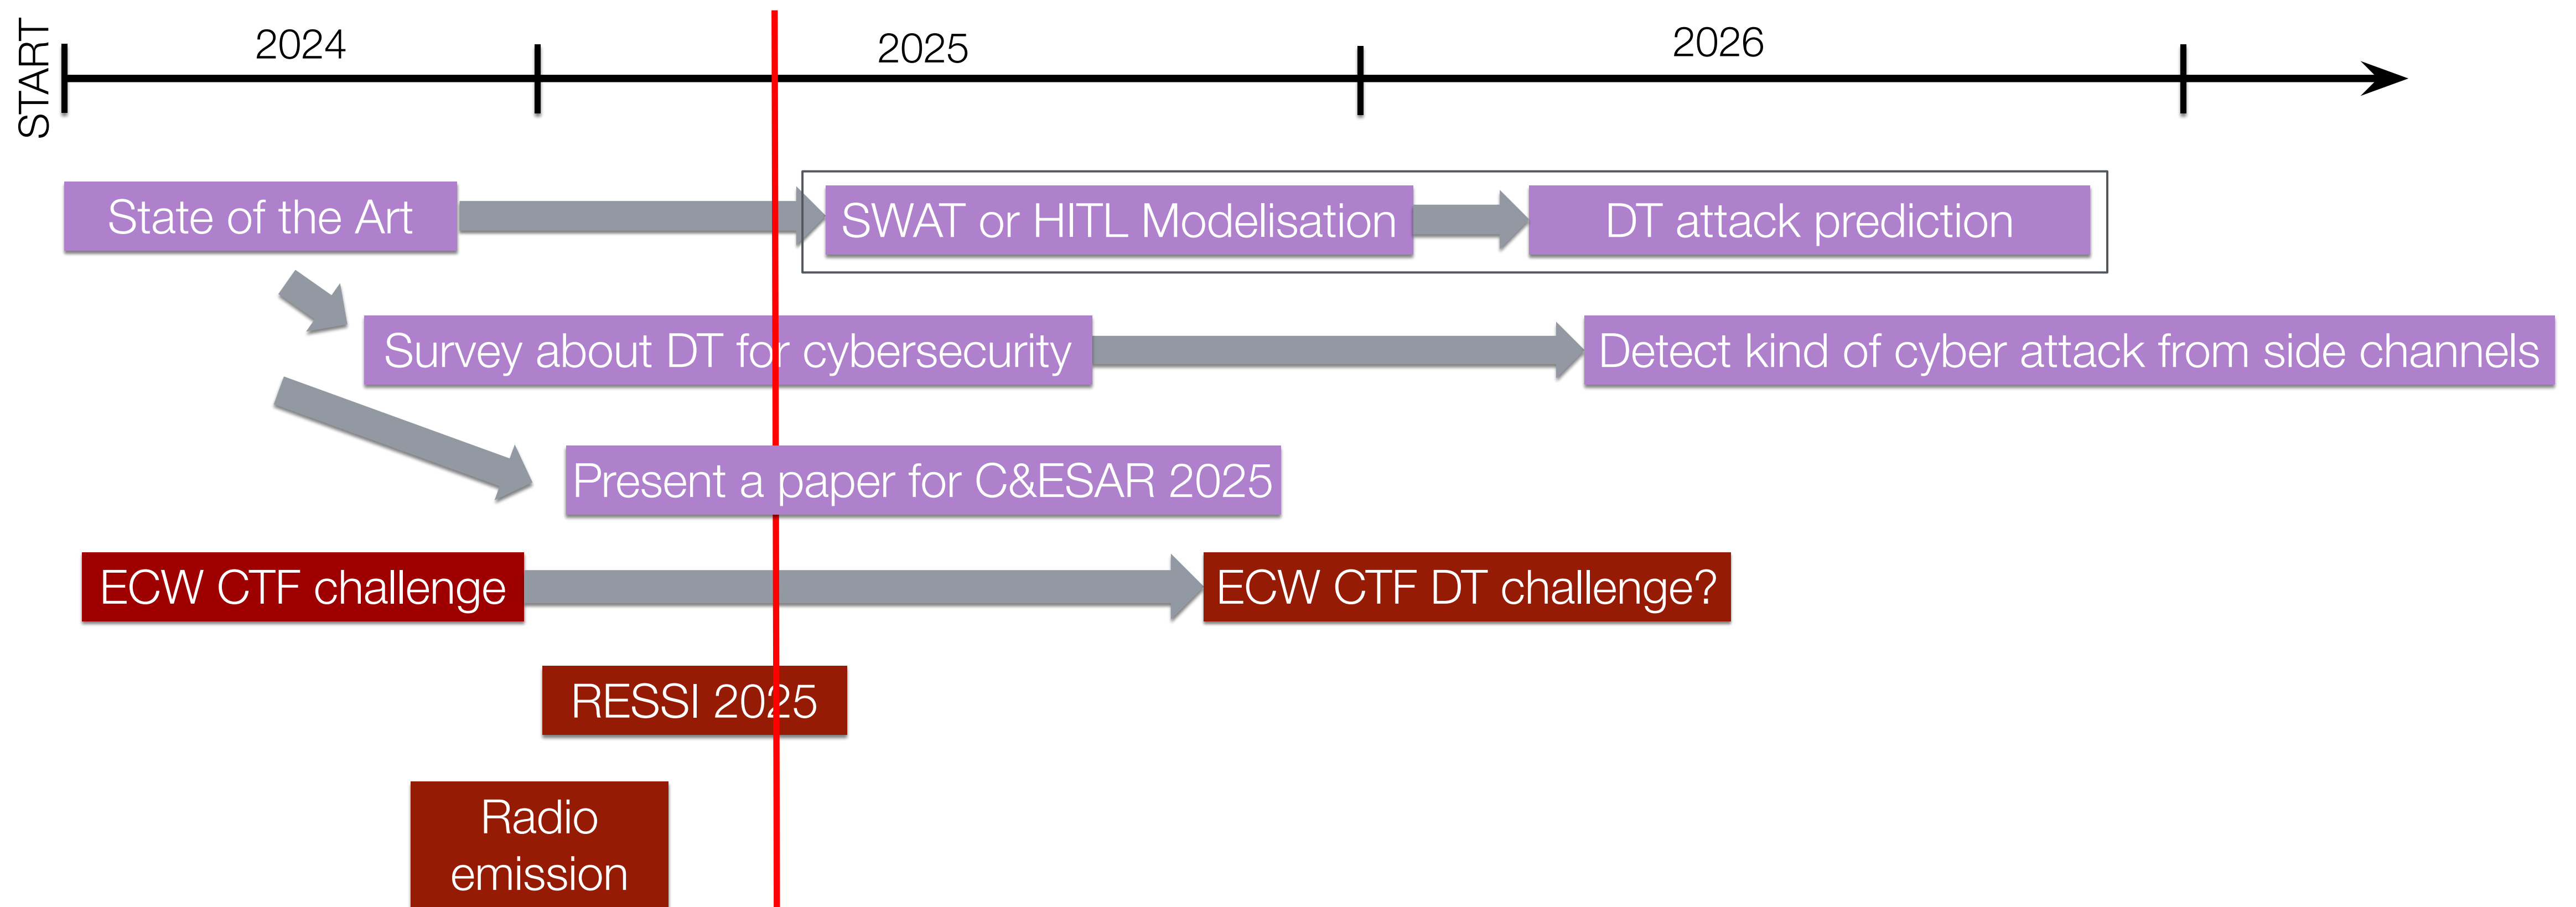 START
2024
2025
2026
State of the Art
SWAT or HITL Modelisation
DT attack prediction
Survey about DT for cybersecurity
Detect kind of cyber attack from side channels
Present a paper for C&ESAR 2025
ECW CTF challenge
ECW CTF DT challenge?
RESSI 2025
Radio
emission